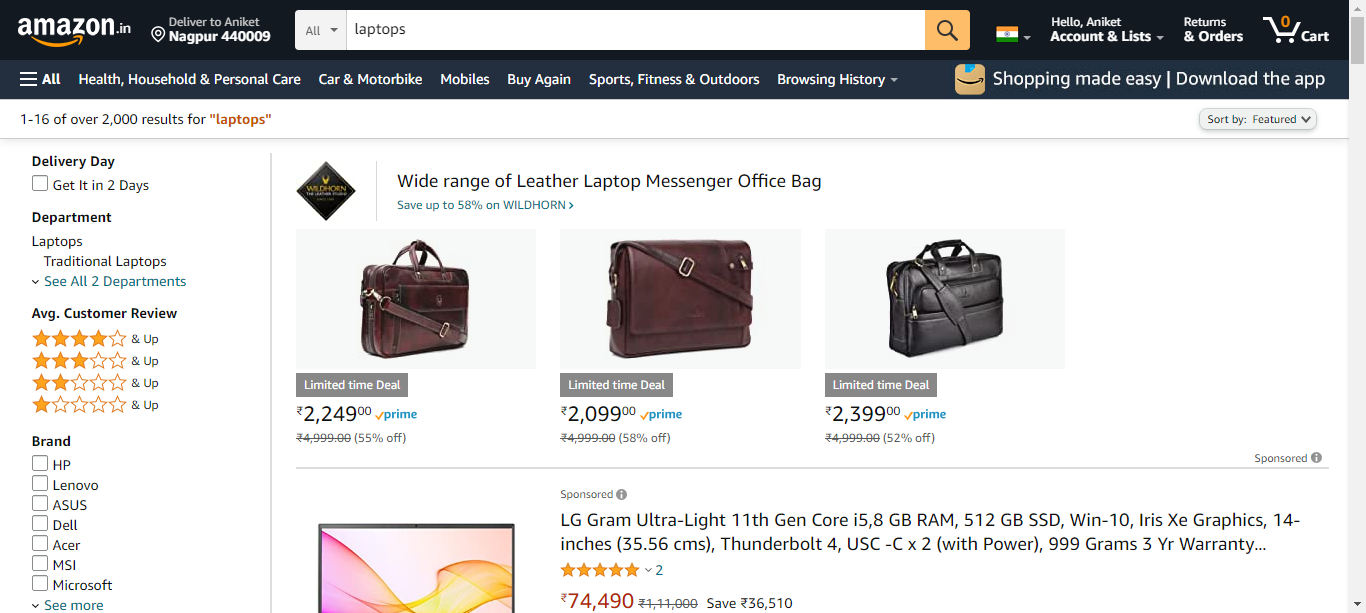 amazon.in
Deliver to Aniket
Nagpur 440009
All
laptops
Hello, Aniket
Account & Lists
Returns
& Orders
0
Cart
All
Health, Household & Personal Care
Car & Motorbike
Mobiles
Buy Again
Sports, Fitness & Outdoors
Browsing History
Shopping made easy | Download the app
1-16 of over 2,000 results for "laptops"
Sort by: Featured
Delivery Day
Get It in 2 Days
Department
Laptops
Traditional Laptops
See All 2 Departments
Avg. Customer Review
& Up
& Up
& Up
& Up
Brand
HP
Lenovo
ASUS
Dell
Acer
MSI
Microsoft
See more
WILDHORN
Wide range of Leather Laptop Messenger Office Bag
Save up to 58% on WILDHORN ›
Limited time Deal
₹2,24900 prime
₹4,999.00 (55% off)
Limited time Deal
₹2,09900 prime
₹4,999.00 (58% off)
Limited time Deal
₹2,39900 prime
₹4,999.00 (52% off)
Sponsored
Sponsored
LG Gram Ultra-Light 11th Gen Core i5,8 GB RAM, 512 GB SSD, Win-10, Iris Xe Graphics, 14-
inches (35.56 cms), Thunderbolt 4, USC -C x 2 (with Power), 999 Grams 3 Yr Warranty...
2
₹74,490 ₹1,11,000 Save ₹36,510